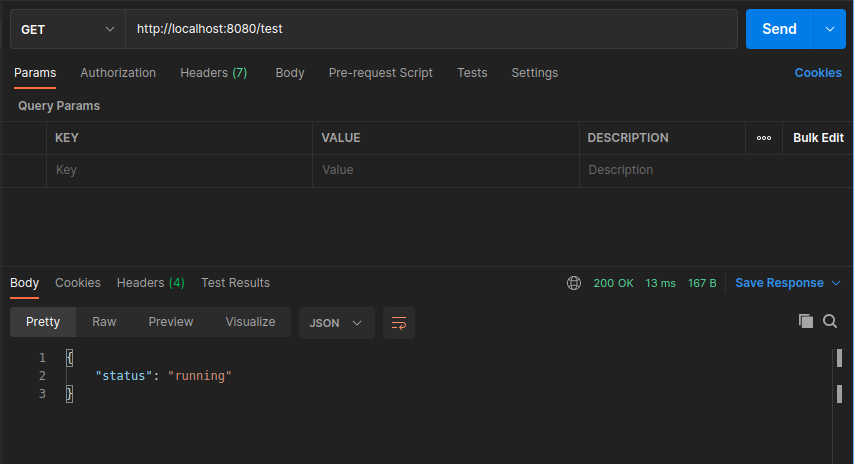 GET http://localhost:8080/test Send
Params Authorization Headers (7) Body Pre-request Script Tests Settings Cookies
Query Params
KEY VALUE DESCRIPTION ooo Bulk Edit
Key Value Description
Body Cookies Headers (4) Test Results 200 OK 13 ms 167 B Save Response
Pretty Raw Preview Visualize JSON
1 {
2 "status": "running"
3 }